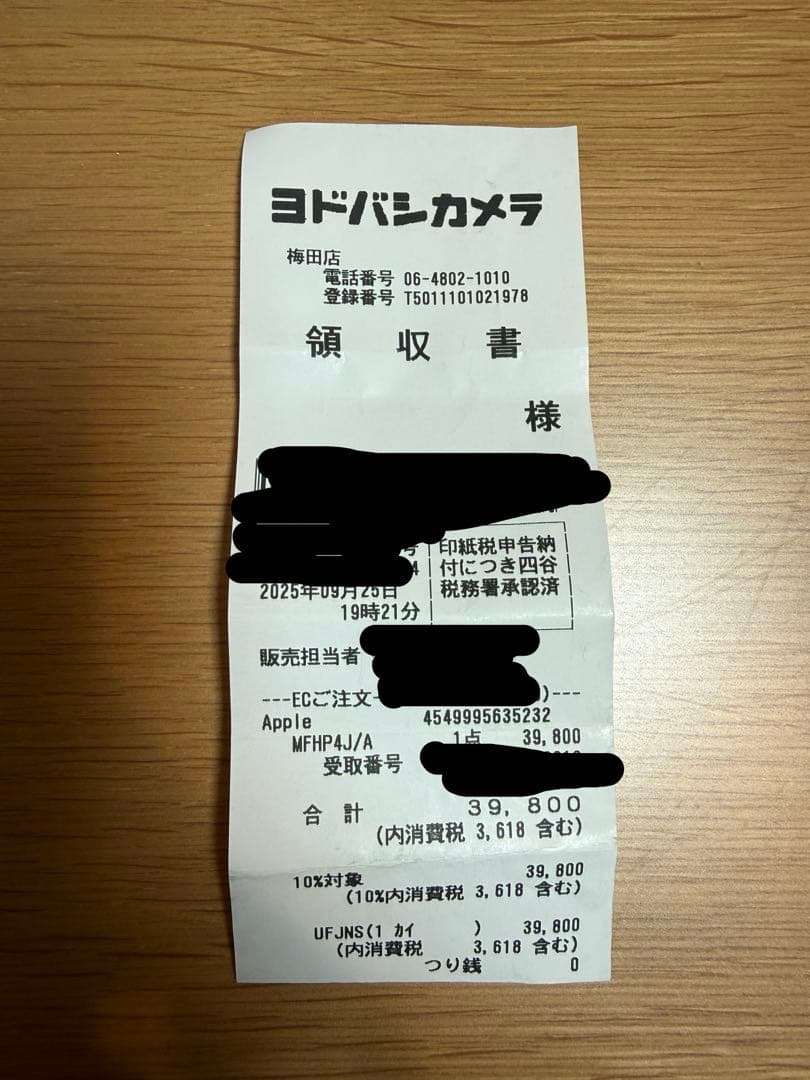 ヨドバシカメラ
梅田店
電話番号 06-4802-1010
登録番号 T5011101021978
領 収 書
様
印紙税申告納
付につき四谷
税務署承認済
2025年09月25日
19時21分
販売担当者
---ECご注文- )---
Apple 4549995635232
MFHP4J/A 1点 39,800
受取番号
合 計 39,800
(内消費税 3,618 含む)
10%対象 39,800
(10%内消費税 3,618 含む)
UFJNS(1 カイ ) 39,800
(内消費税 3,618 含む)
つり銭 0